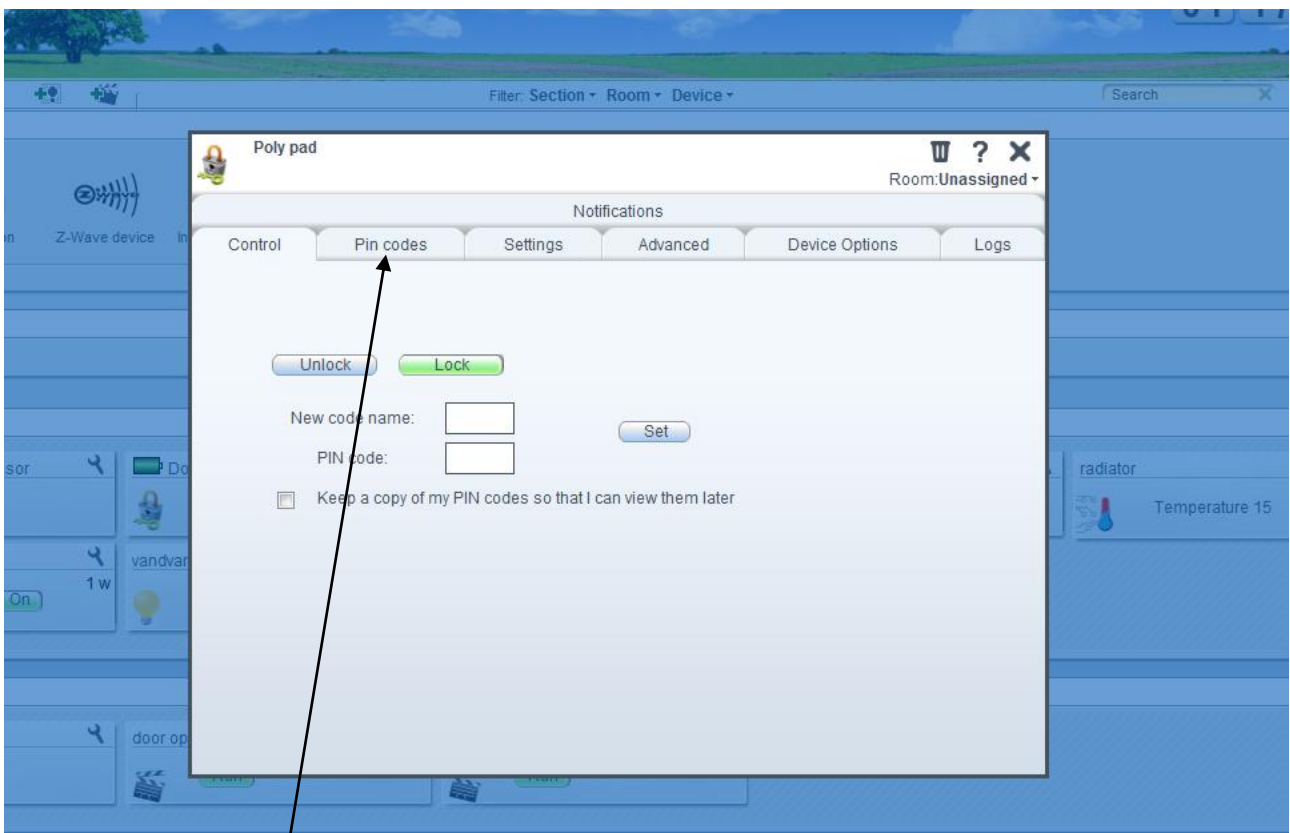 Filter: Section Room Device
Search
Poly pad
Room:Unassigned
Notifications
Z-Wave device
Control Pin codes Settings Advanced Device Options Logs
Unlock Lock
New code name:
Set
PIN code:
Keep a copy of my PIN codes so that I can view them later
sor
Do
radiator
Temperature 15
vandvar
1 w
On
door op